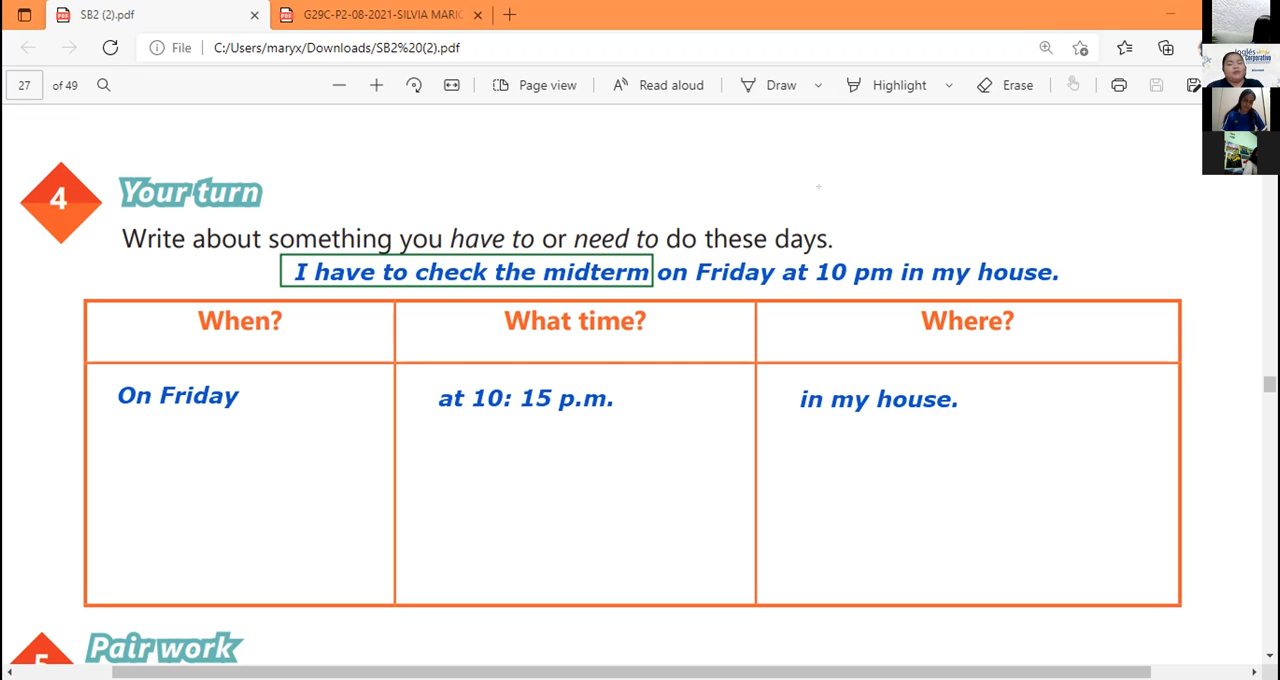 SB2 (2).pdf
G29C-P2-08-2021-SILVIA MARIC
File
C:/Users/maryx/Downloads/SB2%20(2).pdf
27
of 49
Page view
Read aloud
Draw
Highlight
Erase
Inglés
Corporativo
4
Your turn
Write about something you have to or need to do these days.
I have to check the midterm on Friday at 10 pm in my house.
When?
What time?
Where?
On Friday
at 10: 15 p.m.
in my house.
5
Pair work